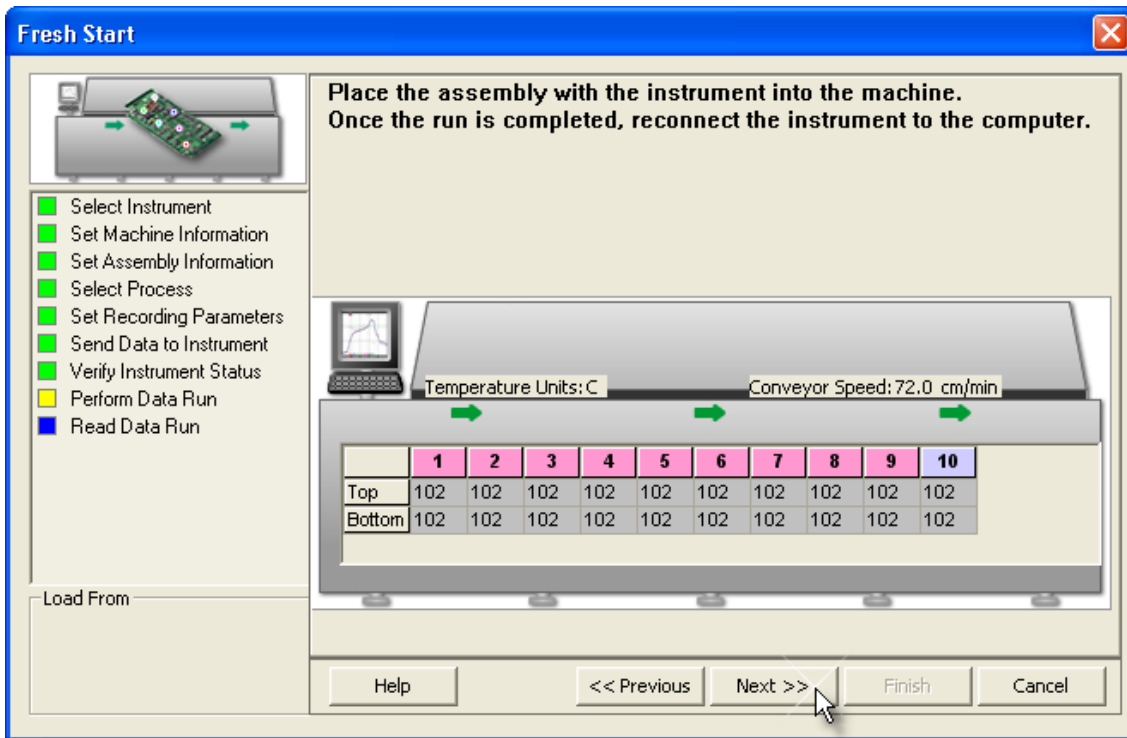 Fresh Start
Place the assembly with the instrument into the machine.
Once the run is completed, reconnect the instrument to the computer.
Select Instrument
Set Machine Information
Set Assembly Information
Select Process
Set Recording Parameters
Send Data to Instrument
Verify Instrument Status
Perform Data Run
Read Data Run
Load From
Temperature Units: C Conveyor Speed: 72.0 cm/min
1 2 3 4 5 6 7 8 9 10
Top 102 102 102 102 102 102 102 102 102 102
Bottom 102 102 102 102 102 102 102 102 102 102
Help << Previous Next >> Finish Cancel